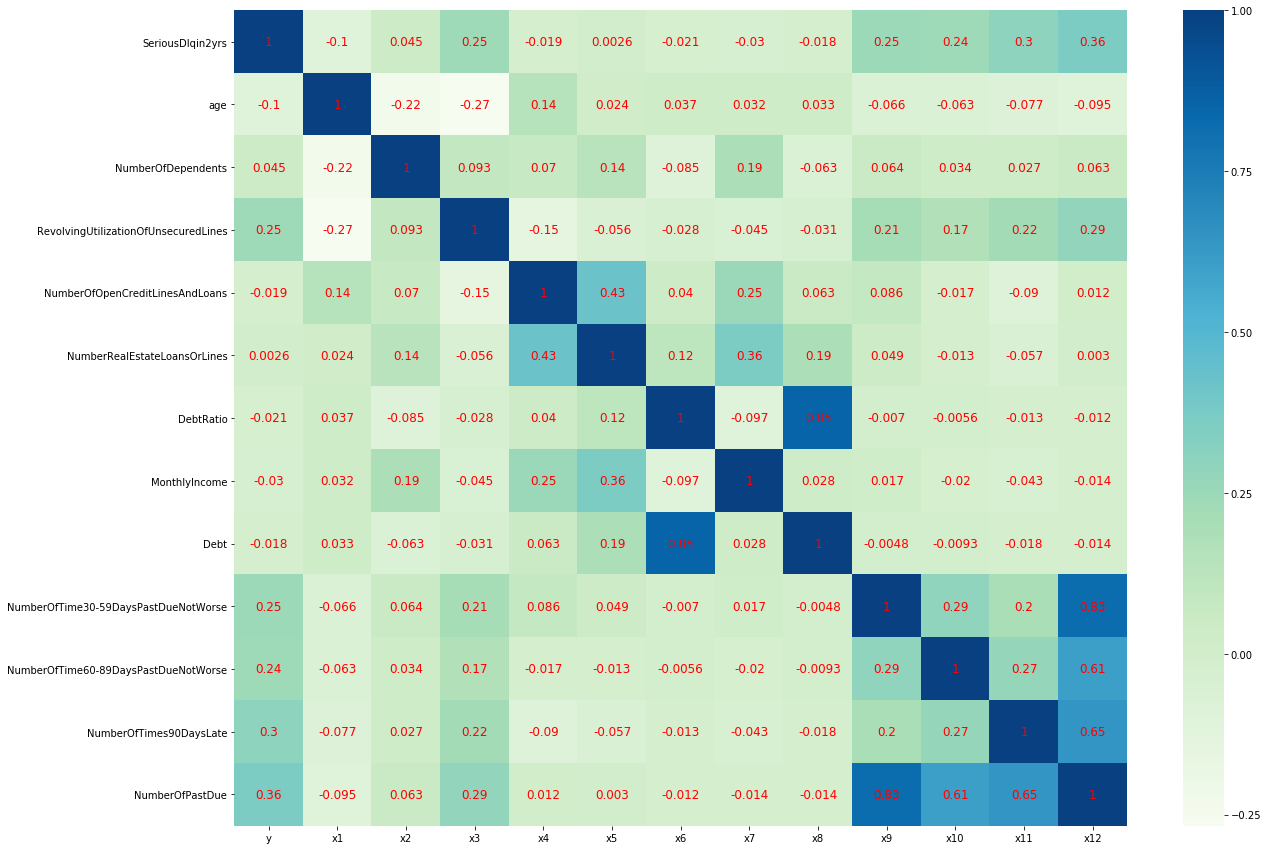 SeriousDlqin2yrs 1 -0.1 0.045 0.25 -0.019 0.0026 -0.021 -0.03 -0.018 0.25 0.24 0.3 0.36
age -0.1 1 -0.22 -0.27 0.14 0.024 0.037 0.032 0.033 -0.066 -0.063 -0.077 -0.095
NumberOfDependents 0.045 -0.22 1 0.093 0.07 0.14 -0.085 0.19 -0.063 0.064 0.034 0.027 0.063
RevolvingUtilizationOfUnsecuredLines 0.25 -0.27 0.093 1 -0.15 -0.056 -0.028 -0.045 -0.031 0.21 0.17 0.22 0.29
NumberOfOpenCreditLinesAndLoans -0.019 0.14 0.07 -0.15 1 0.43 0.04 0.25 0.063 0.086 -0.017 -0.09 0.012
NumberRealEstateLoansOrLines 0.0026 0.024 0.14 -0.056 0.43 1 0.12 0.36 0.19 0.049 -0.013 -0.057 0.003
DebtRatio -0.021 0.037 -0.085 -0.028 0.04 0.12 1 -0.097 0.85 -0.007 -0.0056 -0.013 -0.012
MonthlyIncome -0.03 0.032 0.19 -0.045 0.25 0.36 -0.097 1 0.028 0.017 -0.02 -0.043 -0.014
Debt -0.018 0.033 -0.063 -0.031 0.063 0.19 0.85 0.028 1 -0.0048 -0.0093 -0.018 -0.014
NumberOfTime30-59DaysPastDueNotWorse 0.25 -0.066 0.064 0.21 0.086 0.049 -0.007 0.017 -0.0048 1 0.29 0.2 0.83
NumberOfTime60-89DaysPastDueNotWorse 0.24 -0.063 0.034 0.17 -0.017 -0.013 -0.0056 -0.02 -0.0093 0.29 1 0.27 0.61
NumberOfTimes90DaysLate 0.3 -0.077 0.027 0.22 -0.09 -0.057 -0.013 -0.043 -0.018 0.2 0.27 1 0.65
NumberOfPastDue 0.36 -0.095 0.063 0.29 0.012 0.003 -0.012 -0.014 -0.014 0.83 0.61 0.65 1
y x1 x2 x3 x4 x5 x6 x7 x8 x9 x10 x11 x12
1.00
0.75
0.50
0.25
0.00
−0.25